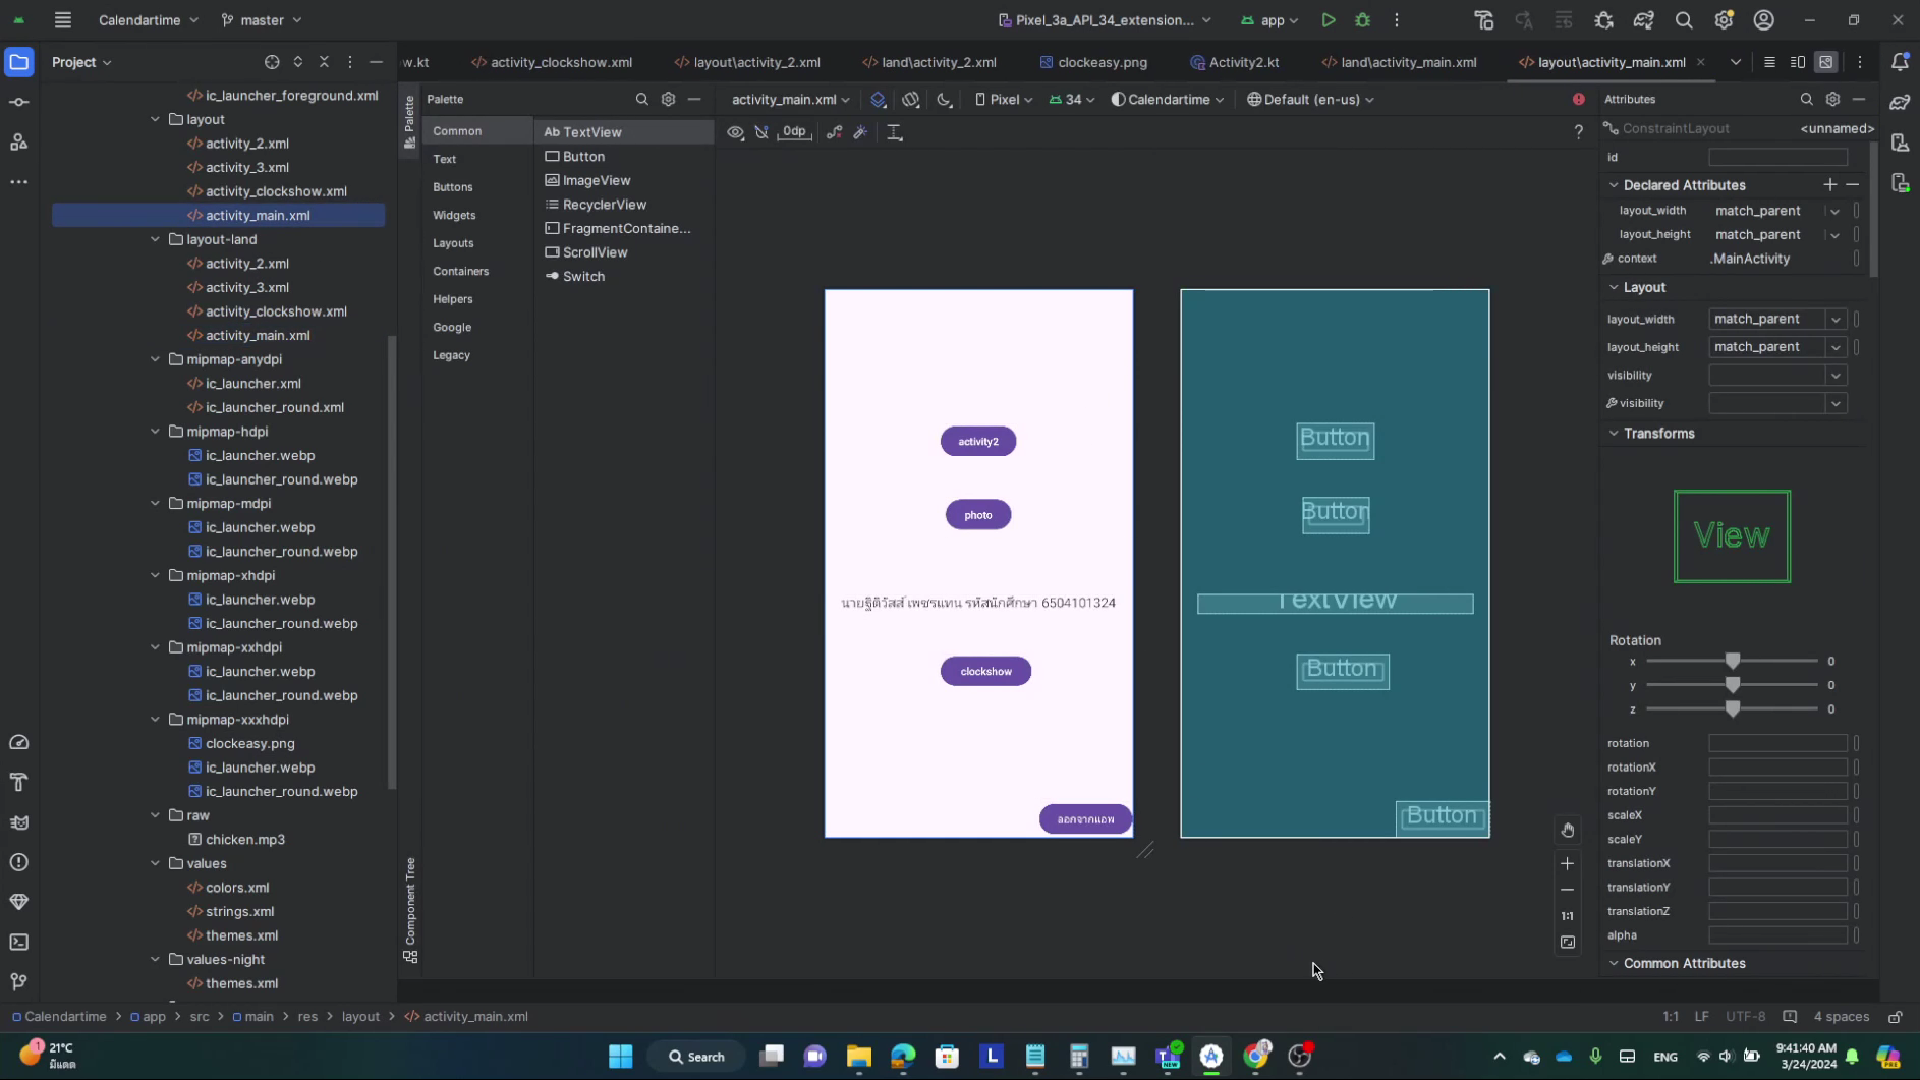 Calendartime
master
Pixel_3a_API_34_extension...
app
Project
ow.kt
activity_clockshow.xml
layout\activity_2.xml
land\activity_2.xml
clockeasy.png
Activity2.kt
land\activity_main.xml
layout\activity_main.xml
ic_launcher_foreground.xml
layout
activity_2.xml
activity_3.xml
activity_clockshow.xml
activity_main.xml
layout-land
activity_2.xml
activity_3.xml
activity_clockshow.xml
activity_main.xml
mipmap-anydpi
ic_launcher.xml
ic_launcher_round.xml
mipmap-hdpi
ic_launcher.webp
ic_launcher_round.webp
mipmap-mdpi
ic_launcher.webp
ic_launcher_round.webp
mipmap-xhdpi
ic_launcher.webp
ic_launcher_round.webp
mipmap-xxhdpi
ic_launcher.webp
ic_launcher_round.webp
mipmap-xxxhdpi
clockeasy.png
ic_launcher.webp
ic_launcher_round.webp
raw
chicken.mp3
values
colors.xml
strings.xml
themes.xml
values-night
themes.xml
Palette
Component Tree
Palette
Common
Text
Buttons
Widgets
Layouts
Containers
Helpers
Google
Legacy
Ab TextView
Button
ImageView
RecyclerView
FragmentContaine...
ScrollView
Switch
activity_main.xml
Pixel
34
Calendartime
Default (en-us)
0dp
?
activity2
photo
นายฐิติวัสส์ เพชรแทน รหัสนักศึกษา 6504101324
clockshow
ลอกจากแอพ
Button
Button
TextView
Button
Button
1:1
Attributes
ConstraintLayout
<unnamed>
id
Declared Attributes
layout_width match_parent
layout_height match_parent
context .MainActivity
Layout
layout_width match_parent
layout_height match_parent
visibility
visibility
Transforms
View
Rotation
x 0
y 0
z 0
rotation
rotationX
rotationY
scaleX
scaleY
translationX
translationY
translationZ
alpha
Common Attributes
Calendartime > app > src > main > res > layout > activity_main.xml
1:1 LF UTF-8 4 spaces
1
21°C
มีแดด
Search
L
NEW
ENG
9:41:40 AM
3/24/2024
PRE